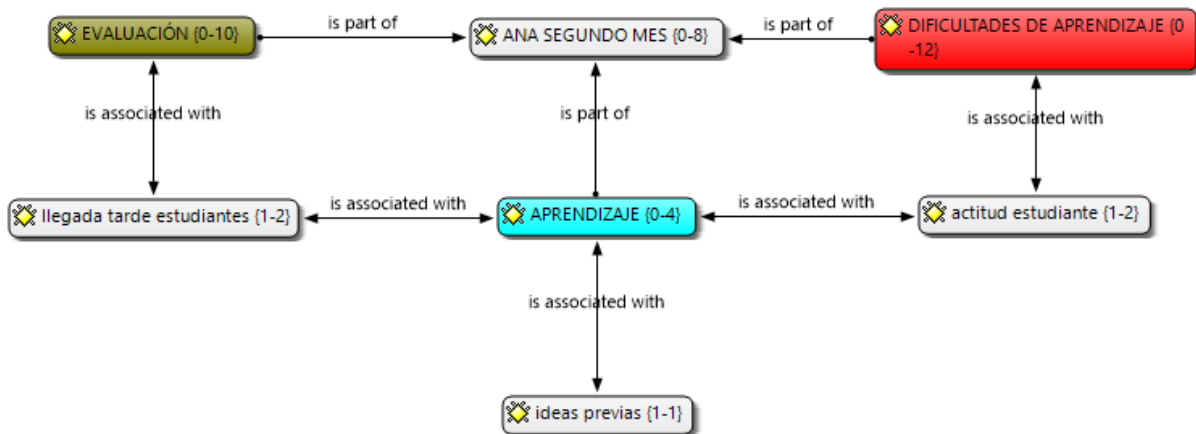 EVALUACIÓN {0-10}
is part of
ANA SEGUNDO MES {0-8}
is part of
DIFICULTADES DE APRENDIZAJE {0
-12}
is associated with
is part of
is associated with
llegada tarde estudiantes {1-2}
is associated with
APRENDIZAJE {0-4}
is associated with
actitud estudiante {1-2}
is associated with
ideas previas {1-1}